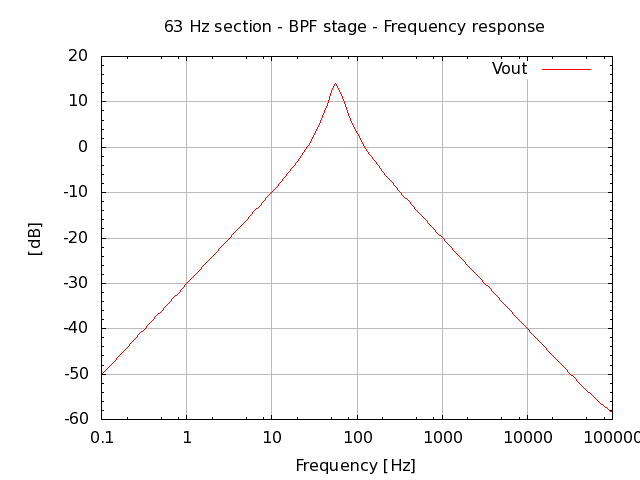 63 Hz section - BPF stage - Frequency response
Vout
20
10
0
-10
-20
-30
-40
-50
-60
[dB]
0.1 1 10 100 1000 10000 100000
Frequency [Hz]